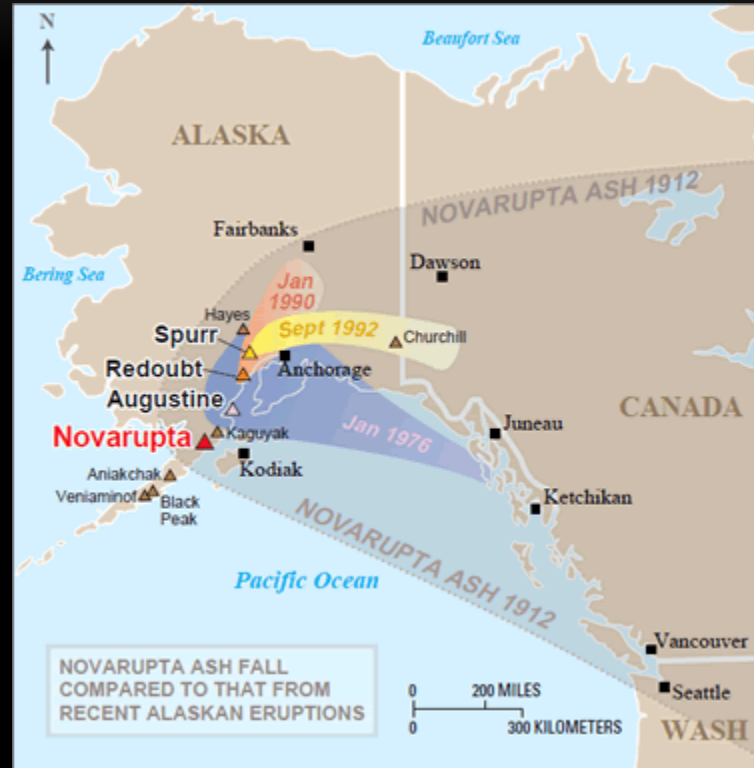 N
Beaufort Sea
ALASKA
NOVARUPTA ASH 1912
Fairbanks
Dawson
Bering Sea
Jan
1990
Hayes
Sept 1992
Churchill
Spurr
Redoubt
Anchorage
Augustine
CANADA
Novarupta
Kaguyak
Jan 1976
Juneau
Kodiak
Aniakchak
Veniaminof
Black
Peak
Ketchikan
NOVARUPTA ASH 1912
Pacific Ocean
Vancouver
NOVARUPTA ASH FALL
COMPARED TO THAT FROM
RECENT ALASKAN ERUPTIONS
0 200 MILES
0 300 KILOMETERS
Seattle
WASH